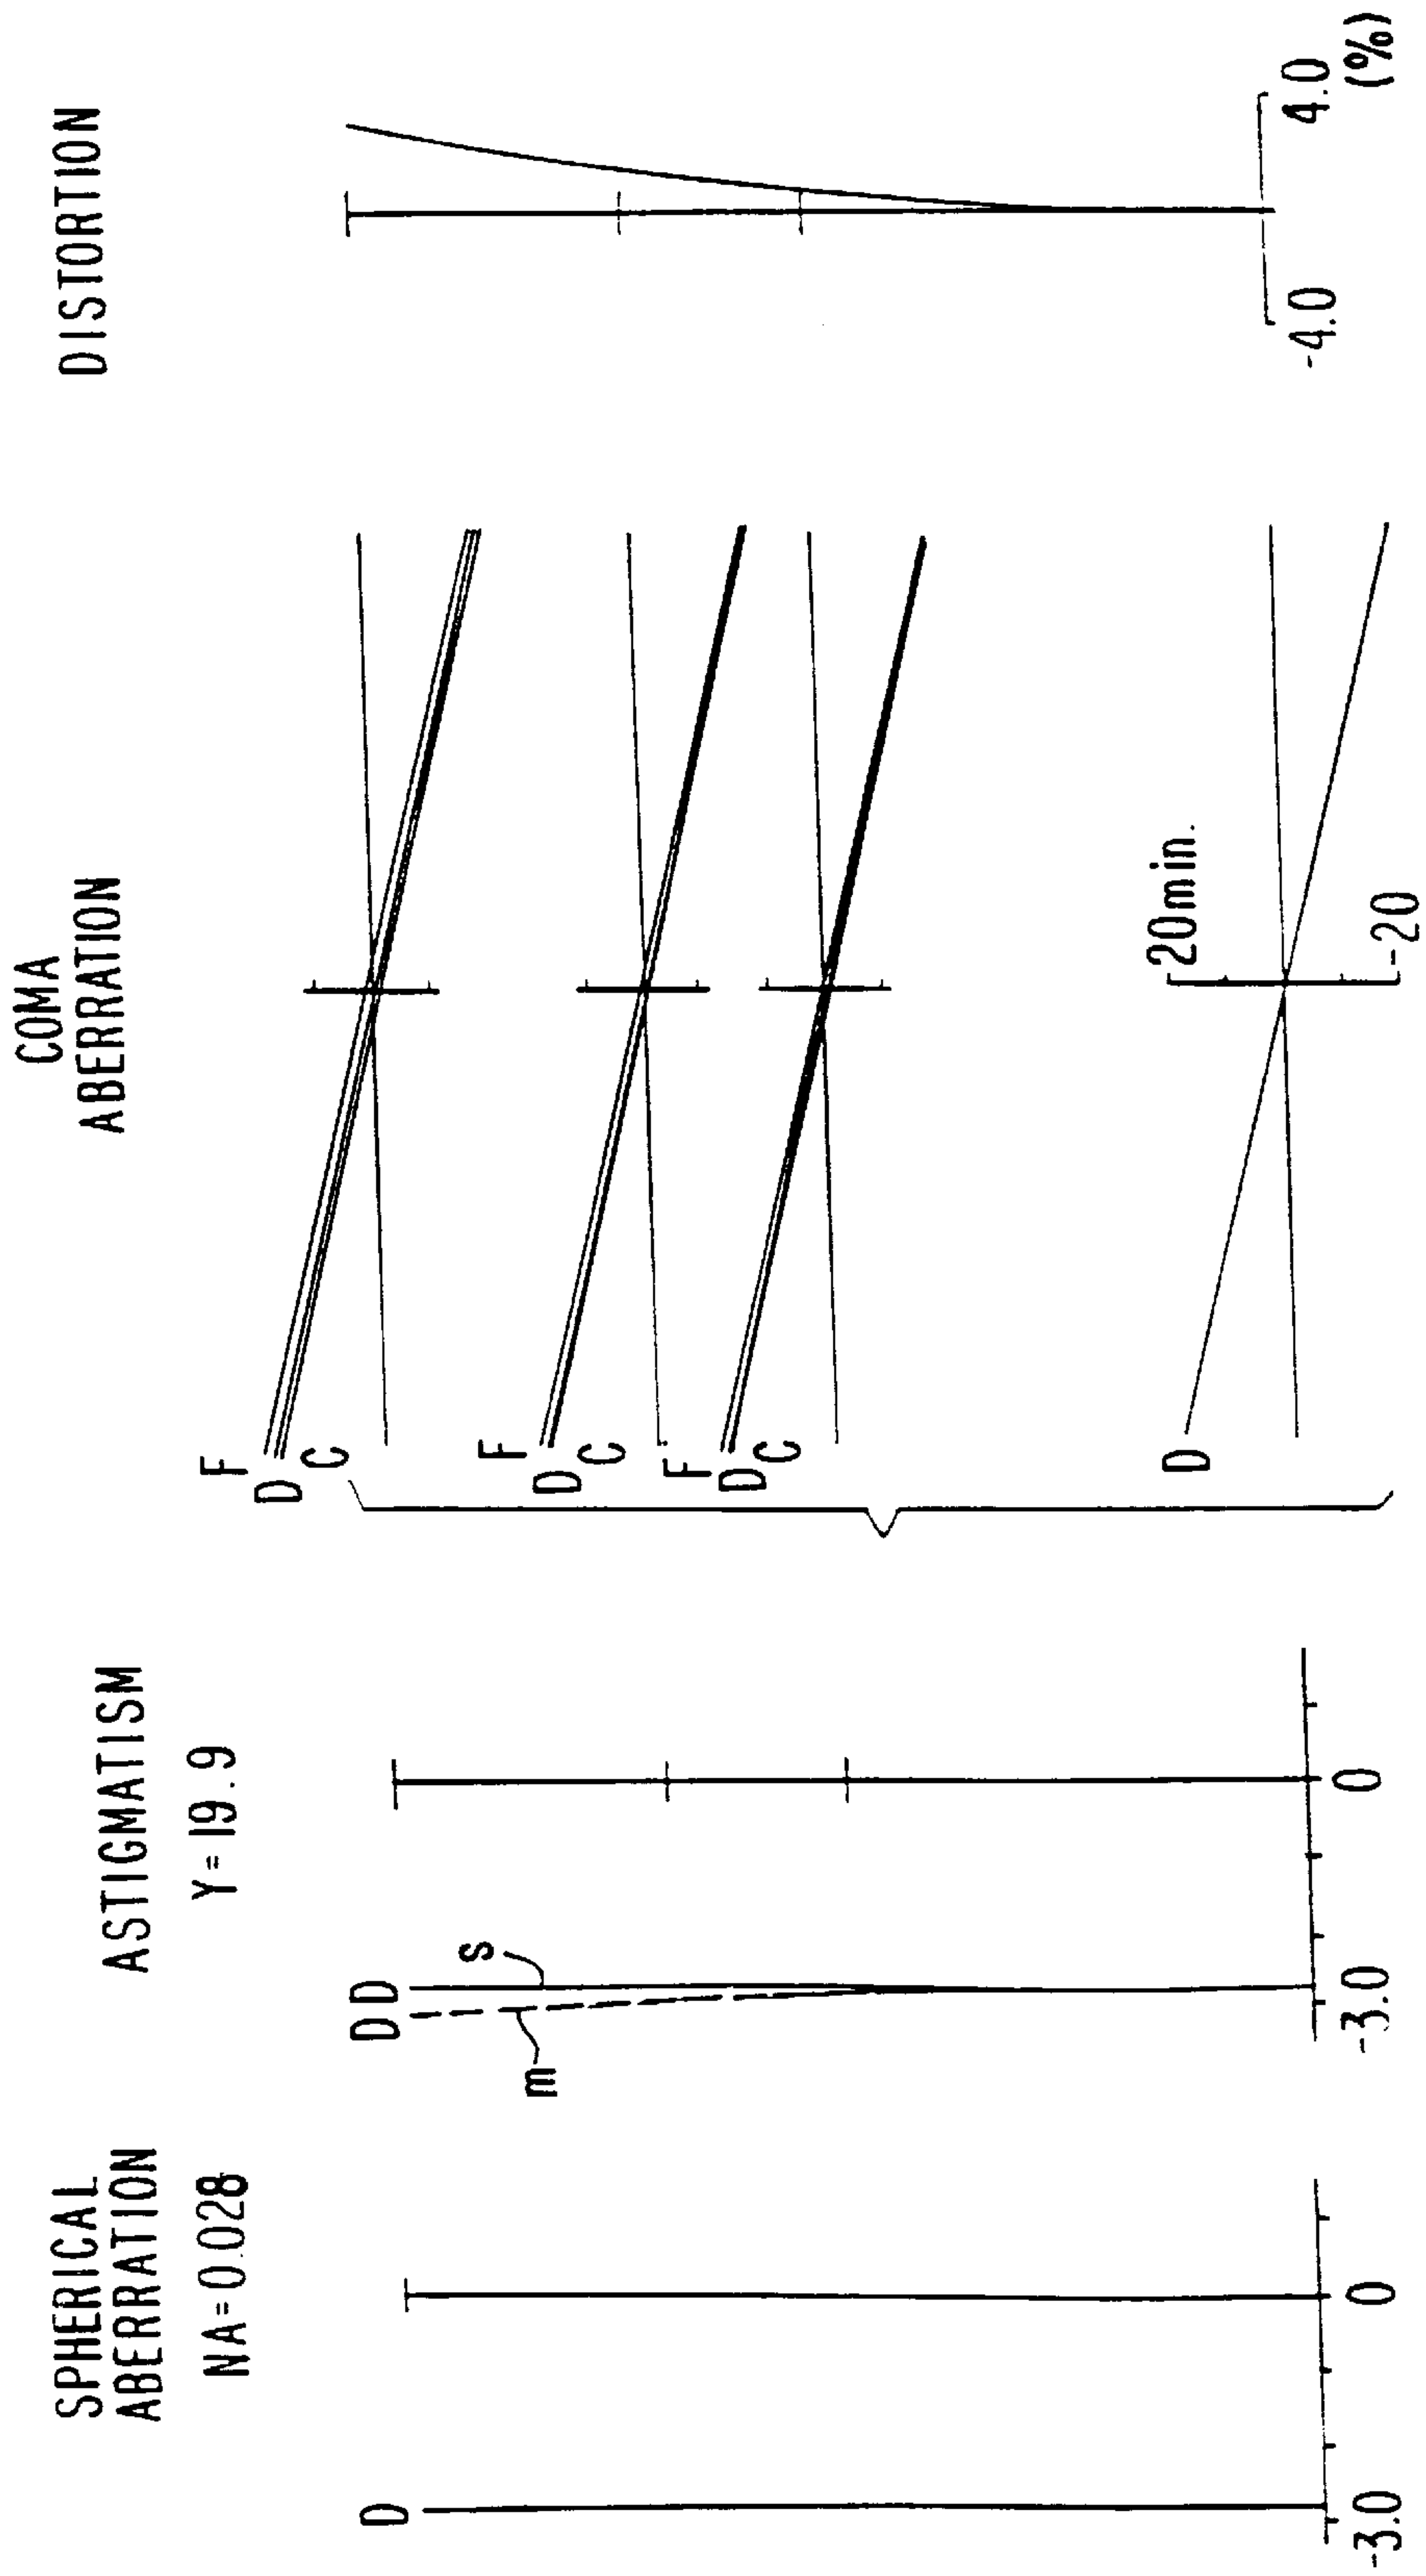 SPHERICAL
ABERRATION
NA=0.028
D
-3.0
0
ASTIGMATISM
Y=19.9
D D
s
m
-3.0
0
COMA
ABERRATION
F
D
C
F
D
C
F
D
C
D
20min.
-20
DISTORTION
-4.0
4.0
(%)